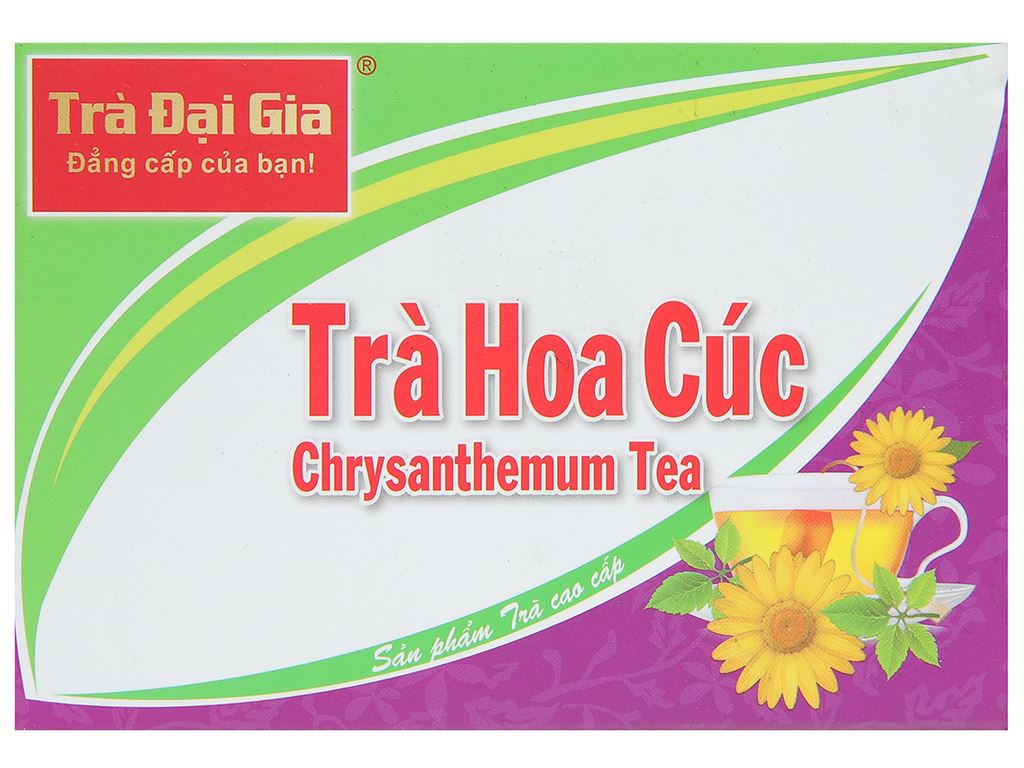 Trà Đại Gia ®
Đẳng cấp của bạn!
Trà Hoa Cúc
Chrysanthemum Tea
Sản phẩm Trà cao cấp